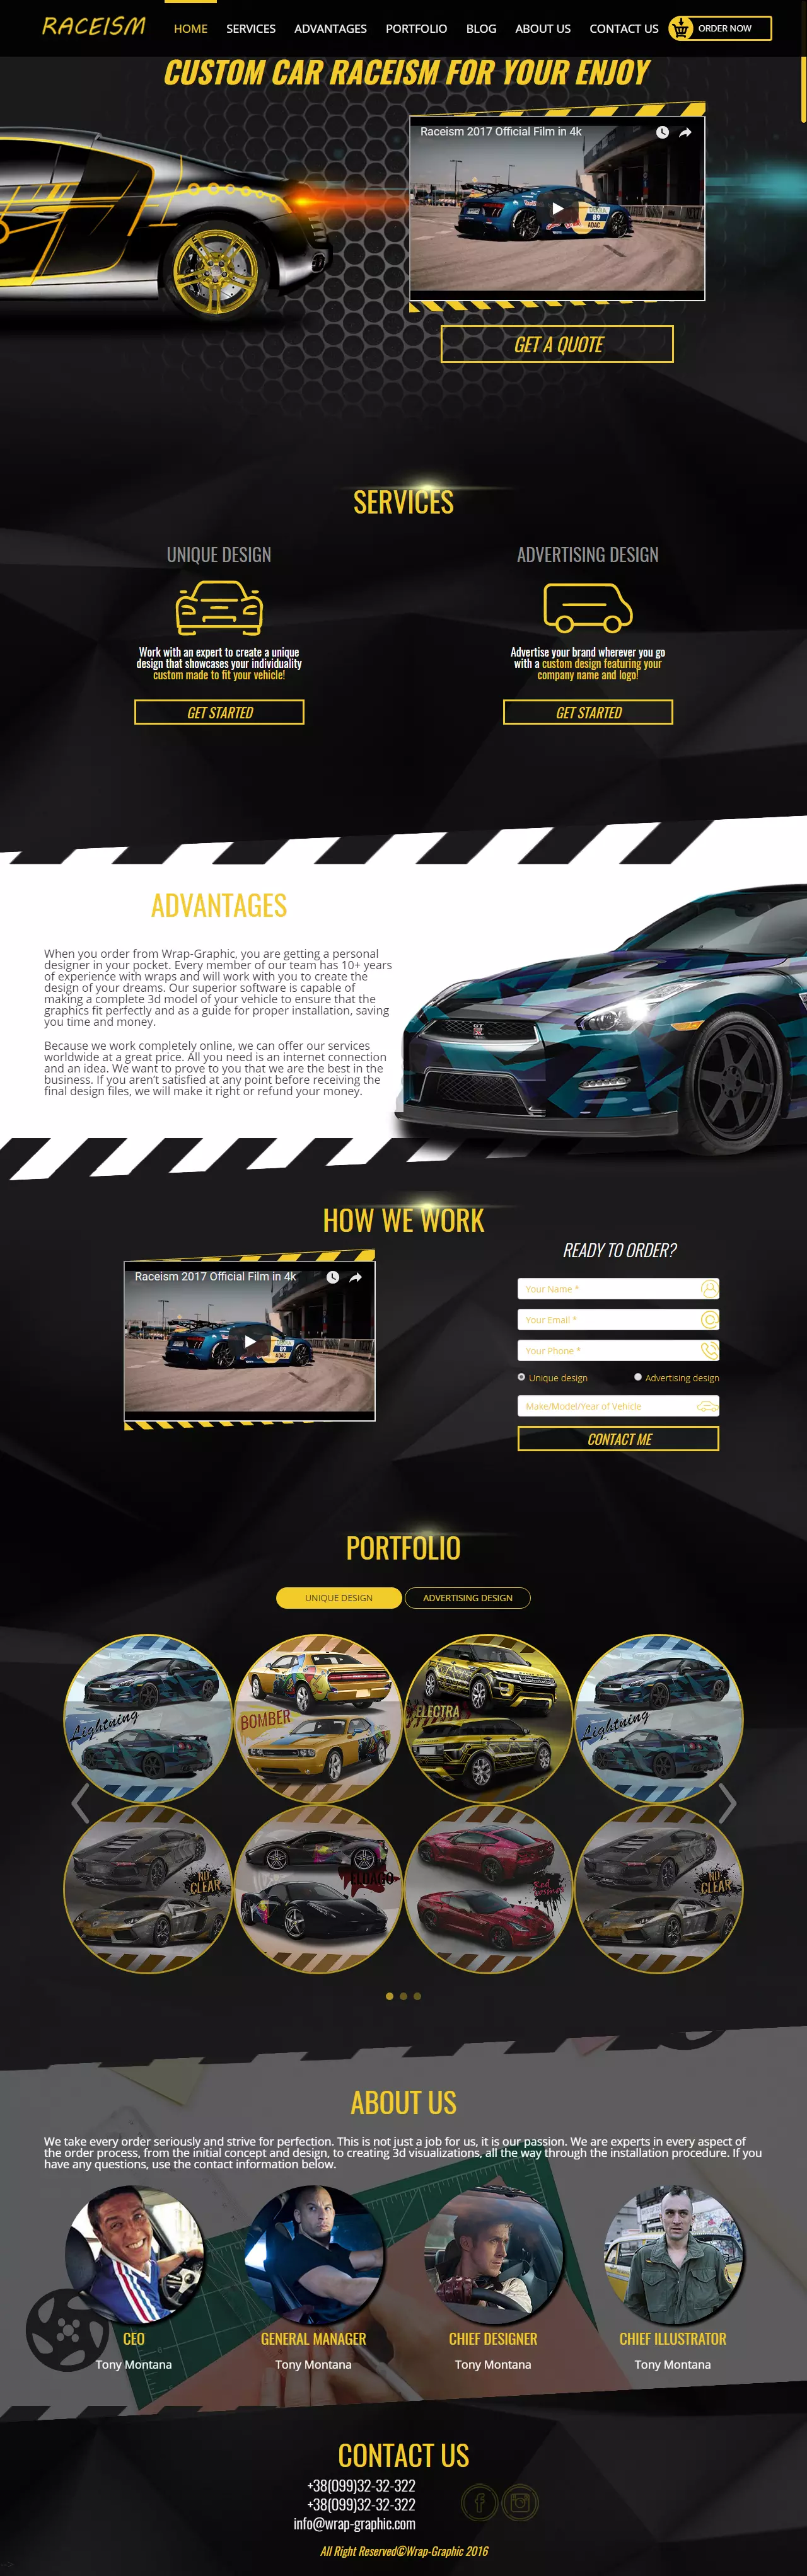 RACEISM
HOME SERVICES ADVANTAGES PORTFOLIO BLOG ABOUT US CONTACT US ORDER NOW
CUSTOM CAR RACEISM FOR YOUR ENJOY
Raceism 2017 Official Film in 4k
89
ADAC
GET A QUOTE
SERVICES
UNIQUE DESIGN
Work with an expert to create a unique
design that showcases your individuality
custom made to fit your vehicle!
GET STARTED
ADVERTISING DESIGN
Advertise your brand wherever you go
with a custom design featuring your
company name and logo!
GET STARTED
ADVANTAGES
When you order from Wrap-Graphic, you are getting a personal
designer in your pocket. Every member of our team has 10+ years
of experience with wraps and will work with you to create the
design of your dreams. Our superior software is capable of
making a complete 3d model of your vehicle to ensure that the
graphics fit perfectly and as a guide for proper installation, saving
you time and money.
Because we work completely online, we can offer our services
worldwide at a great price. All you need is an internet connection
and an idea. We want to prove to you that we are the best in the
business. If you aren't satisfied at any point before receiving the
final design files, we will make it right or refund your money.
HOW WE WORK
Raceism 2017 Official Film in 4k
89
ADAC
READY TO ORDER?
Your Name *
Your Email *
Your Phone *
Unique design Advertising design
Make/Model/Year of Vehicle
CONTACT ME
PORTFOLIO
UNIQUE DESIGN ADVERTISING DESIGN
Lightning
BOMBER
ELECTRA
Lightning
NO CLEAR
NO CLEAR
ABOUT US
We take every order seriously and strive for perfection. This is not just a job for us, it is our passion. We are experts in every aspect of
the order process, from the initial concept and design, to creating 3d visualizations, all the way through the installation procedure. If you
have any questions, use the contact information below.
CEO GENERAL MANAGER CHIEF DESIGNER CHIEF ILLUSTRATOR
Tony Montana Tony Montana Tony Montana Tony Montana
CONTACT US
+38(099)32-32-322
+38(099)32-32-322
info@wrap-graphic.com
All Right Reserved©Wrap-Graphic 2016
-->